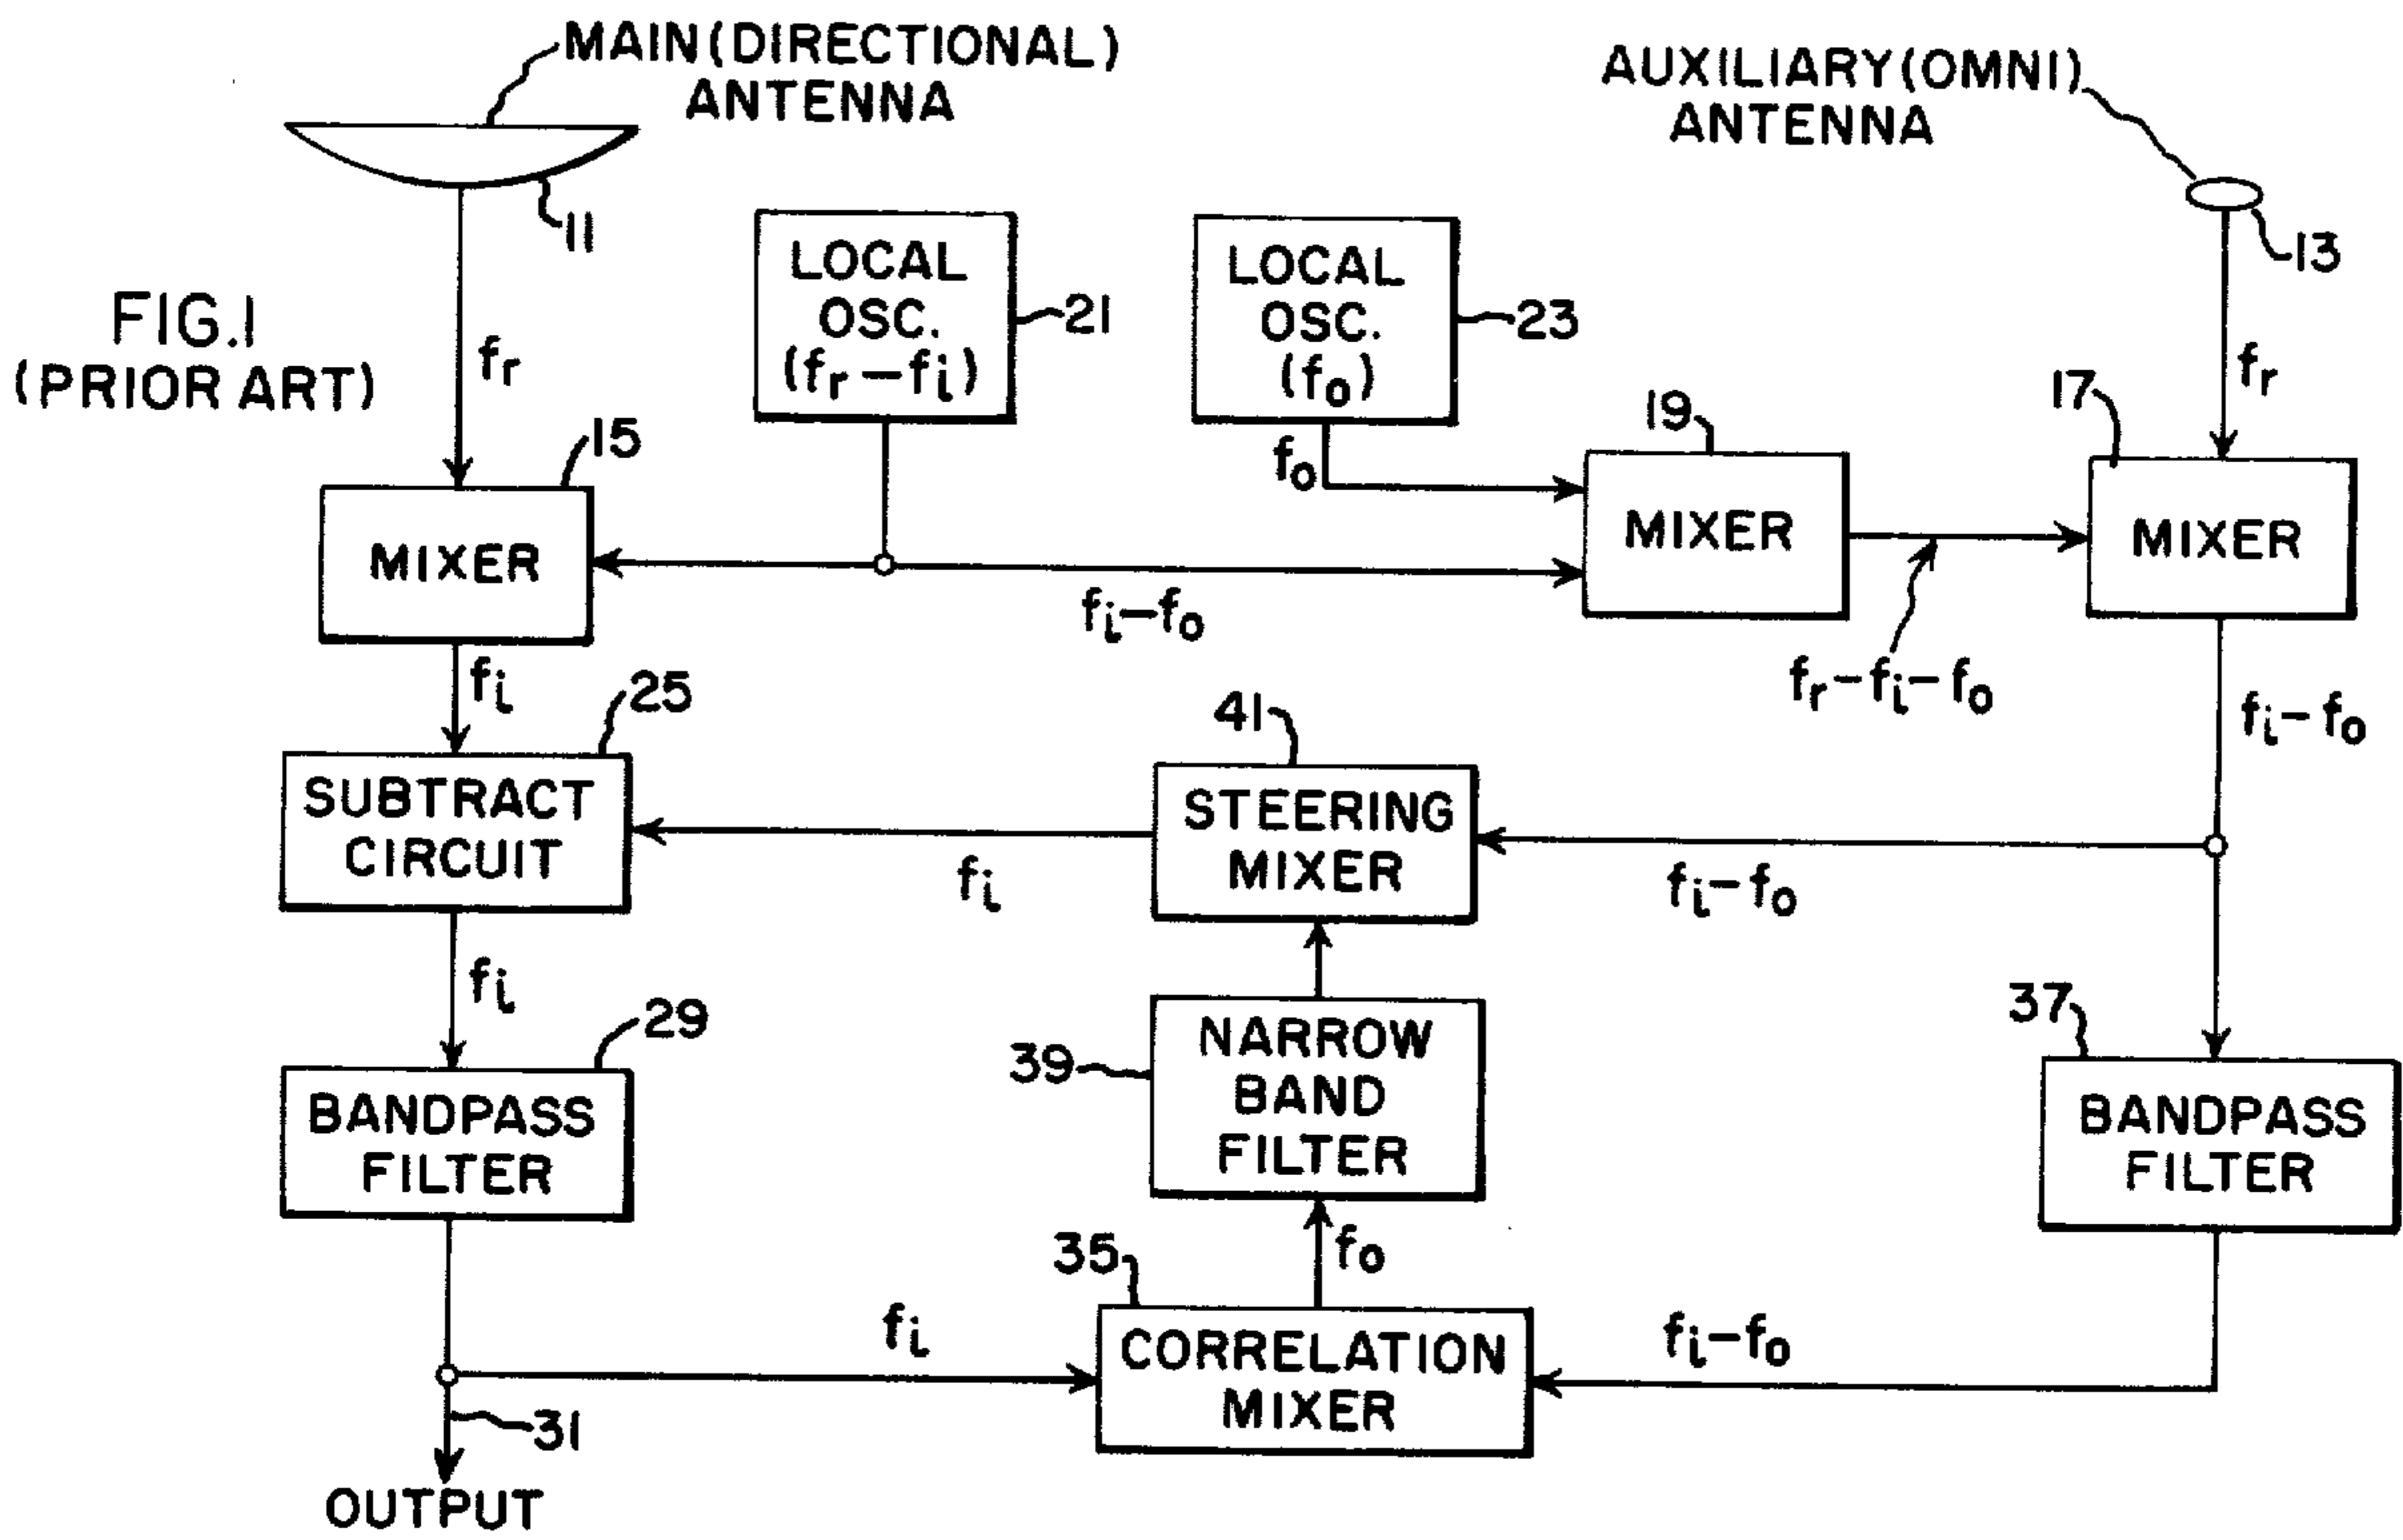 MAIN (DIRECTIONAL)
ANTENNA
AUXILIARY (OMNI)
ANTENNA
11
13
FIG.1
(PRIOR ART)
LOCAL
OSC.
(fr-fi)
21
LOCAL
OSC.
(fo)
23
fr
fr
15
fo
19
17
MIXER
MIXER
MIXER
fi-fo
fr-fi-fo
fi
25
41
fi-fo
SUBTRACT
CIRCUIT
STEERING
MIXER
fi
fi-fo
fi
29
39
NARROW
BAND
FILTER
37
BANDPASS
FILTER
BANDPASS
FILTER
35
fo
fi
CORRELATION
MIXER
fi-fo
31
OUTPUT